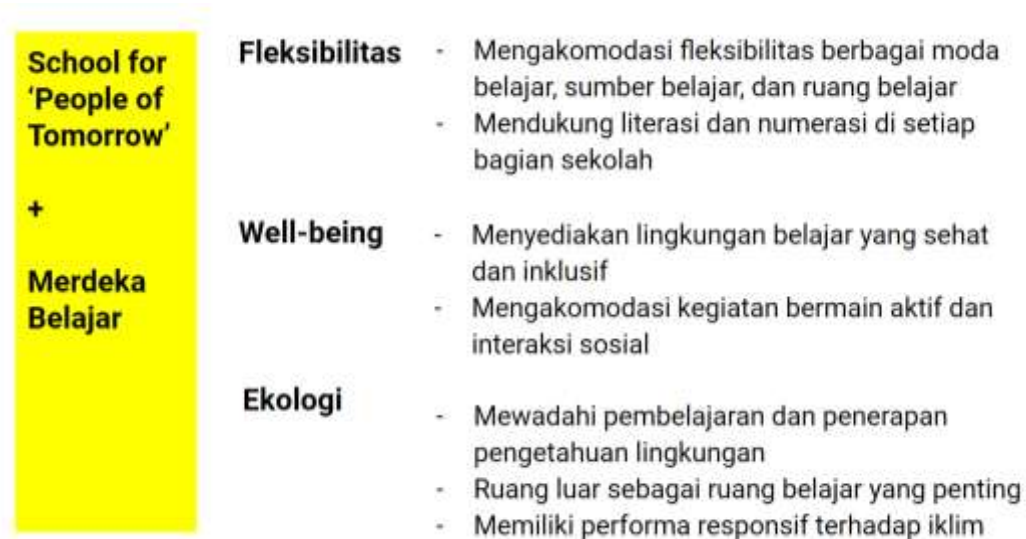 School for
‘People of
Tomorrow’
+
Merdeka
Belajar
Fleksibilitas
- Mengakomodasi fleksibilitas berbagai moda
belajar, sumber belajar, dan ruang belajar
- Mendukung literasi dan numerasi di setiap
bagian sekolah
Well-being
- Menyediakan lingkungan belajar yang sehat
dan inklusif
- Mengakomodasi kegiatan bermain aktif dan
interaksi sosial
Ekologi
- Mewadahi pembelajaran dan penerapan
pengetahuan lingkungan
- Ruang luar sebagai ruang belajar yang penting
- Memiliki performa responsif terhadap iklim